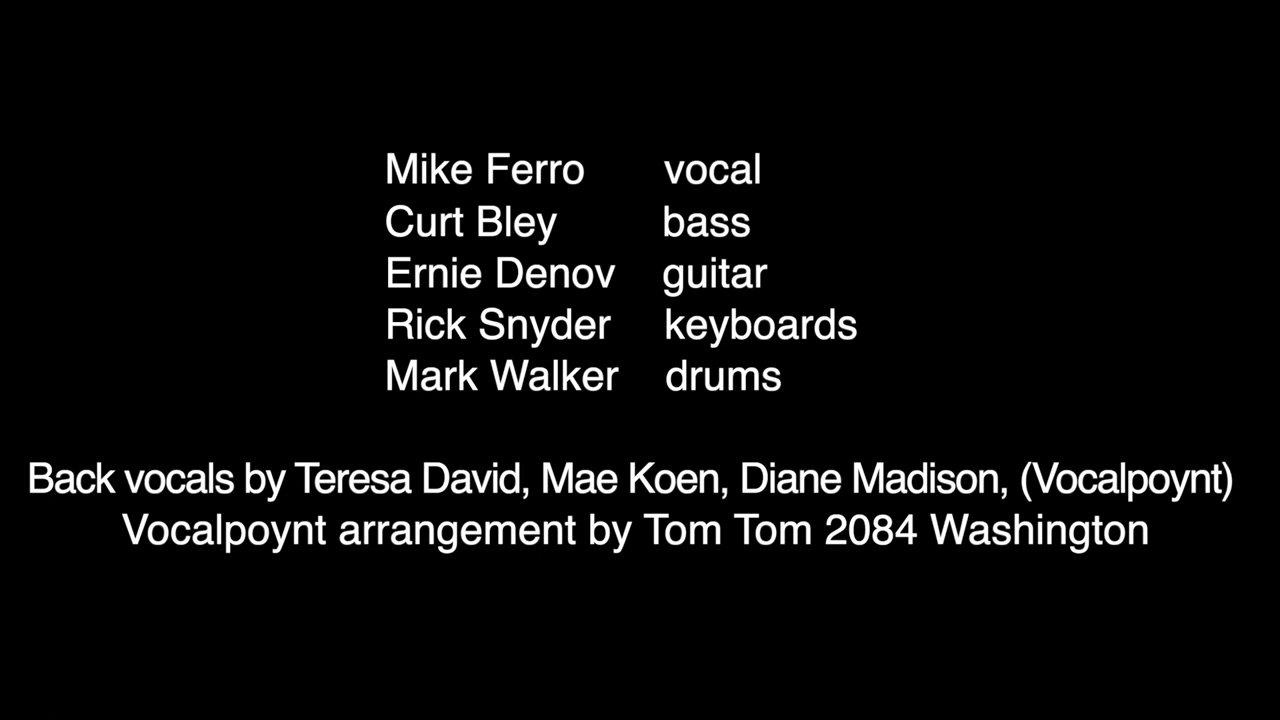 Mike Ferro vocal
Curt Bley bass
Ernie Denov guitar
Rick Snyder keyboards
Mark Walker drums
Back vocals by Teresa David, Mae Koen, Diane Madison, (Vocalpoynt)
Vocalpoynt arrangement by Tom Tom 2084 Washington